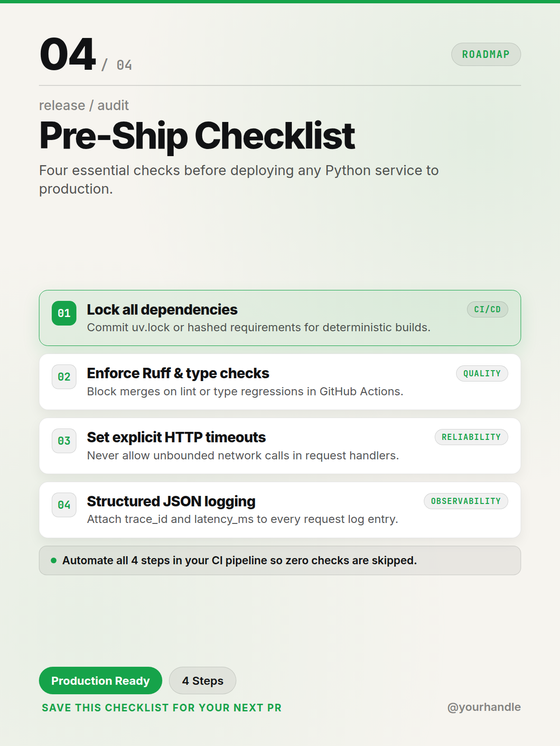 04 / 04
ROADMAP
release / audit
Pre-Ship Checklist
Four essential checks before deploying any Python service to
production.
01
Lock all dependencies
CI/CD
Commit uv.lock or hashed requirements for deterministic builds.
02
Enforce Ruff & type checks
QUALITY
Block merges on lint or type regressions in GitHub Actions.
03
Set explicit HTTP timeouts
RELIABILITY
Never allow unbounded network calls in request handlers.
04
Structured JSON logging
OBSERVABILITY
Attach trace_id and latency_ms to every request log entry.
Automate all 4 steps in your CI pipeline so zero checks are skipped.
Production Ready
4 Steps
SAVE THIS CHECKLIST FOR YOUR NEXT PR
@yourhandle